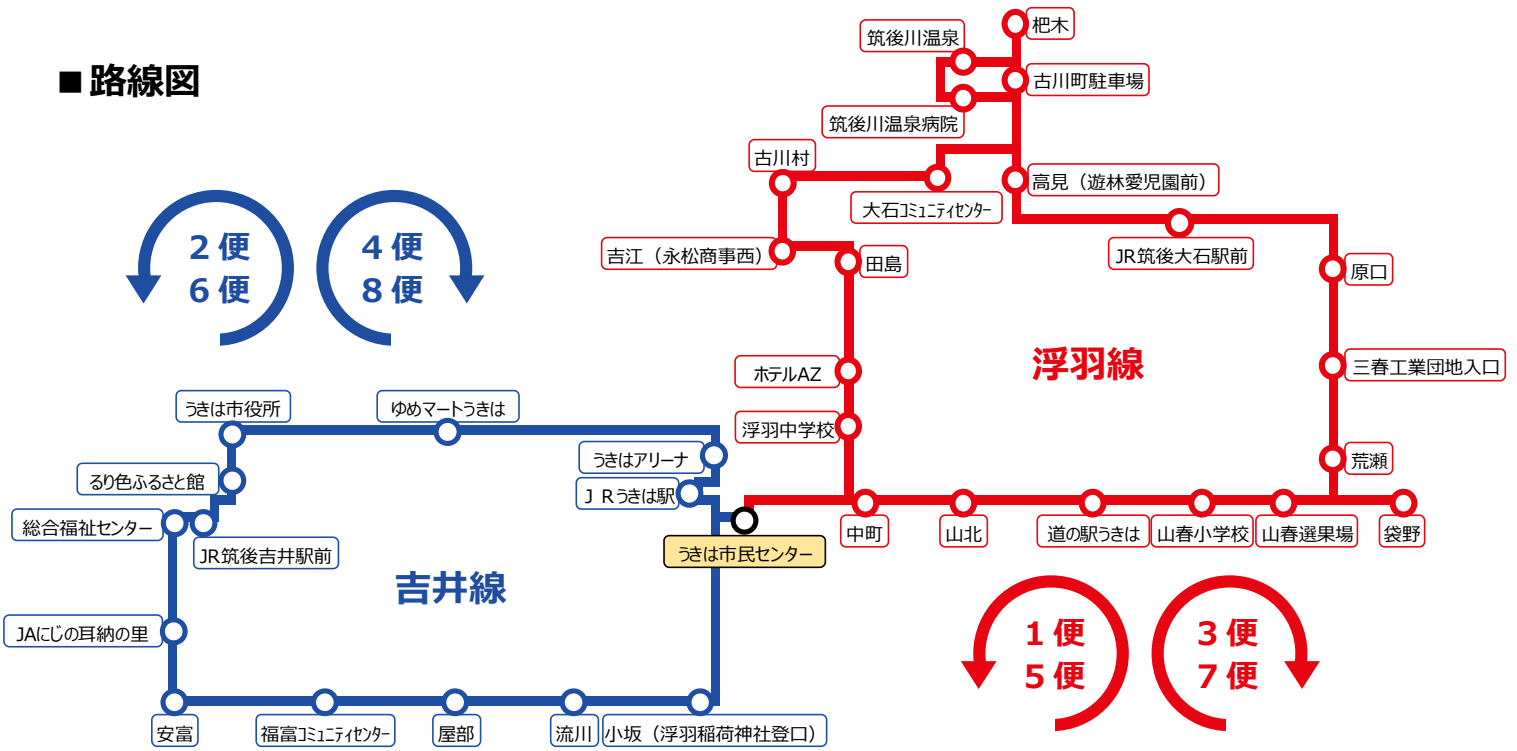 ■路線図
2便
6便
4便
8便
杷木
筑後川温泉
古川町駐車場
筑後川温泉病院
古川村
高見（遊林愛児園前）
大石コミュニティセンター
吉江（永松商事西）
田島
JR筑後大石駅前
原口
浮羽線
三春工業団地入口
ホテルAZ
浮羽中学校
荒瀬
うきは市役所
ゆめマートうきは
うきはアリーナ
るり色ふるさと館
ＪＲうきは駅
総合福祉センター
JR筑後吉井駅前
うきは市民センター
中町
山北
道の駅うきは
山春小学校
山春選果場
袋野
吉井線
JAにじの耳納の里
1便
5便
3便
7便
安富
福富コミュニティセンター
屋部
流川
小坂（浮羽稲荷神社登口）